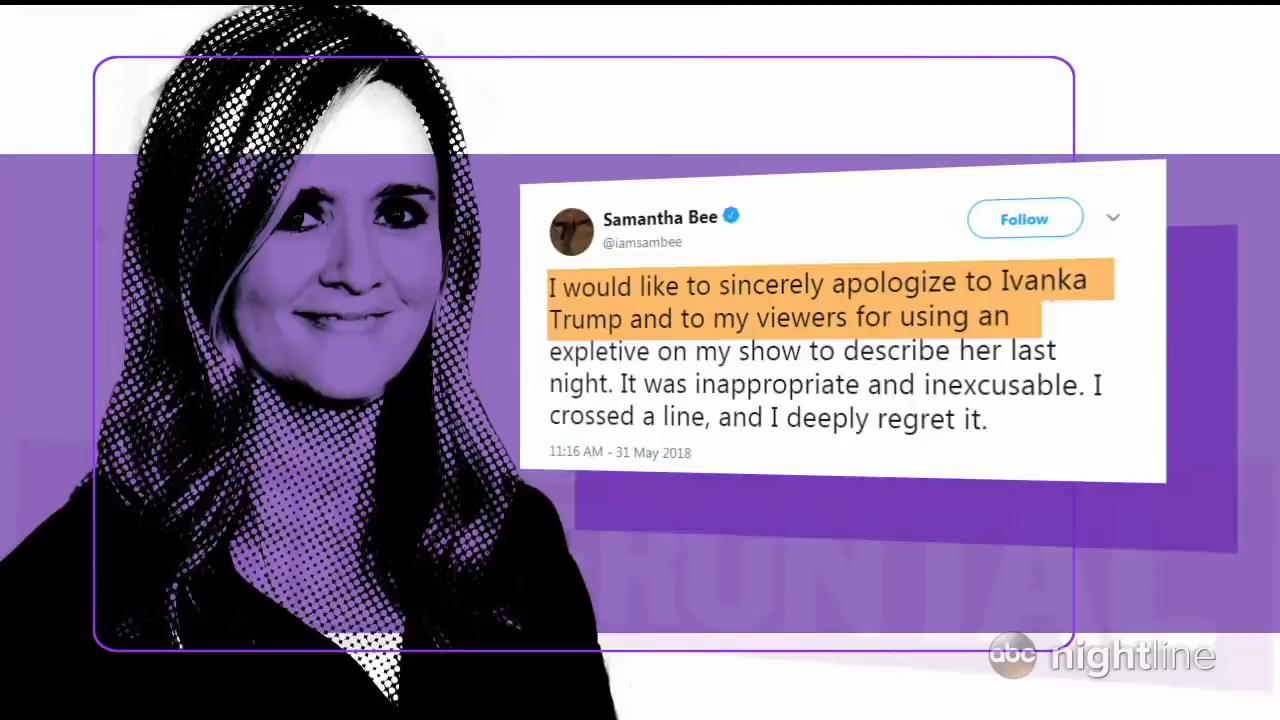 Samantha Bee
@iamsambee
Follow
I would like to sincerely apologize to Ivanka
Trump and to my viewers for using an
expletive on my show to describe her last
night. It was inappropriate and inexcusable. I
crossed a line, and I deeply regret it.
11:16 AM - 31 May 2018
abc nightline